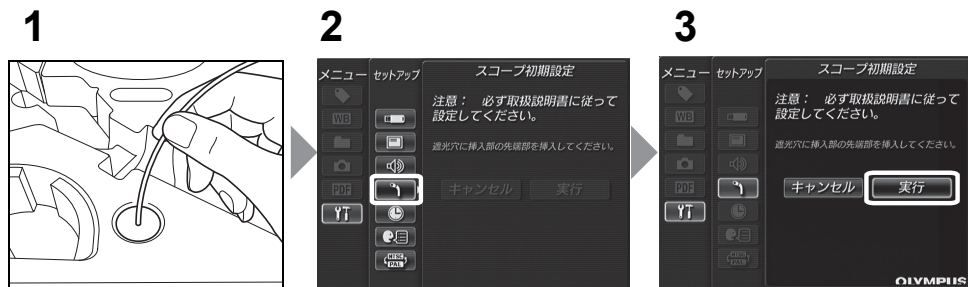 1
2
3
メニュー
セットアップ
スコープ初期設定
注意： 必ず取扱説明書に従って
設定してください。
遮光穴に挿入部の先端部を挿入してください。
キャンセル
実行
WB
PDF
NTSC
PAL
メニュー
セットアップ
スコープ初期設定
注意： 必ず取扱説明書に従って
設定してください。
遮光穴に挿入部の先端部を挿入してください。
キャンセル
実行
WB
PDF
NTSC
PAL
OLYMPUS